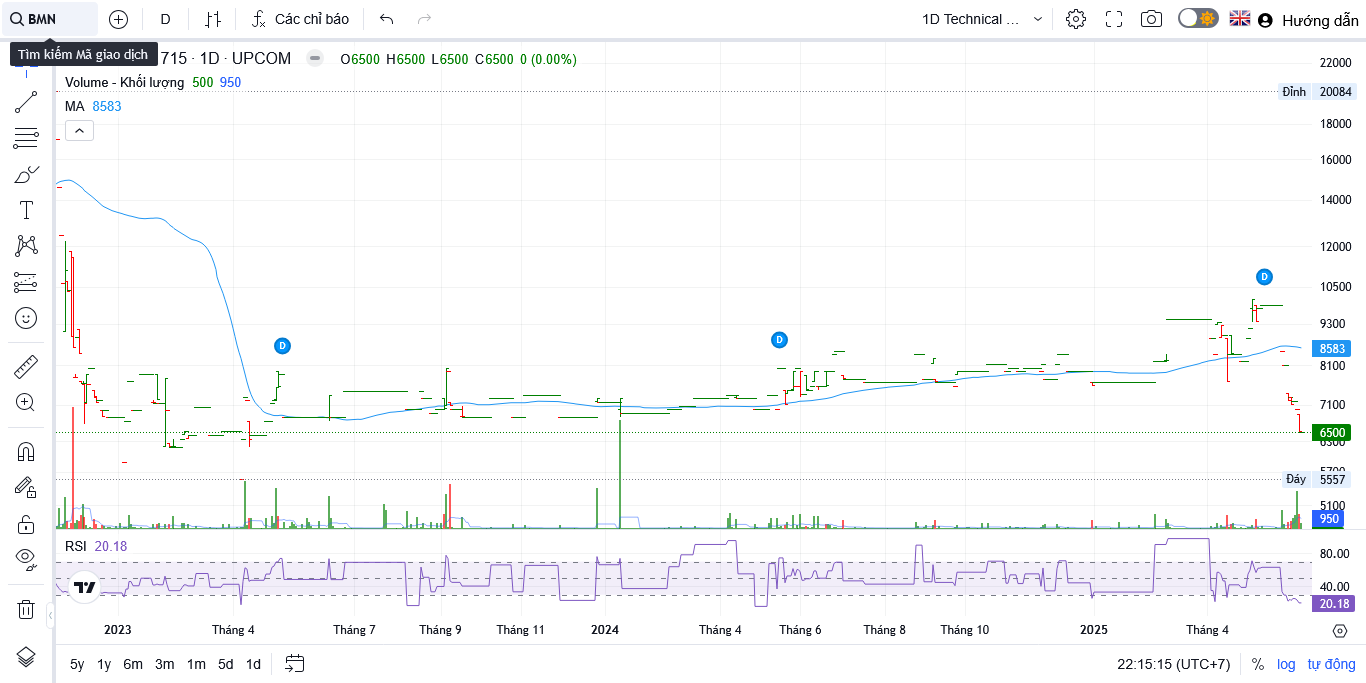 BMN
D
Các chỉ báo
1D Technical ...
Hướng dẫn
Tìm kiếm Mã giao dịch
715 · 1D · UPCOM
O6500 H6500 L6500 C6500 0 (0.00%)
Volume - Khối lượng 500 950
MA 8583
22000
Đỉnh 20084
18000
16000
14000
12000
10500
9300
8583
8100
7100
6500
6300
5700
Đáy 5557
5100
950
D
D
D
RSI 20.18
80.00
40.00
20.18
2023
Tháng 4
Tháng 7
Tháng 9
Tháng 11
2024
Tháng 4
Tháng 6
Tháng 8
Tháng 10
2025
Tháng 4
5y 1y 6m 3m 1m 5d 1d
22:15:15 (UTC+7)
%
log
tự động